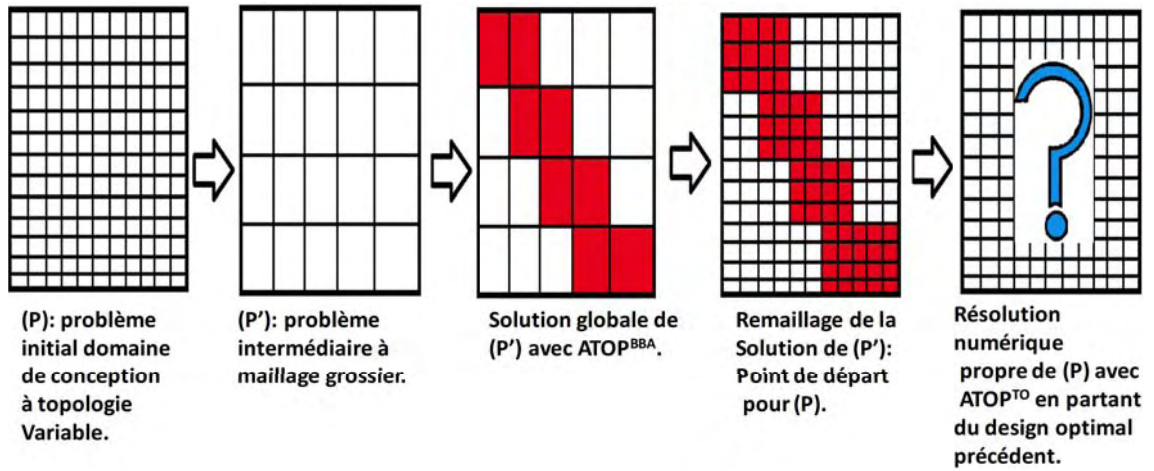 (P): problème
initial domaine
de conception
à topologie
Variable.
(P'): problème
intermédiaire à
maillage grossier.
Solution globale de
(P') avec ATOPᴮᴮᴬ.
Remaillage de la
Solution de (P'):
Point de départ
pour (P).
?
Résolution
numérique
propre de (P) avec
ATOPᵀᴼ en partant
du design optimal
précédent.